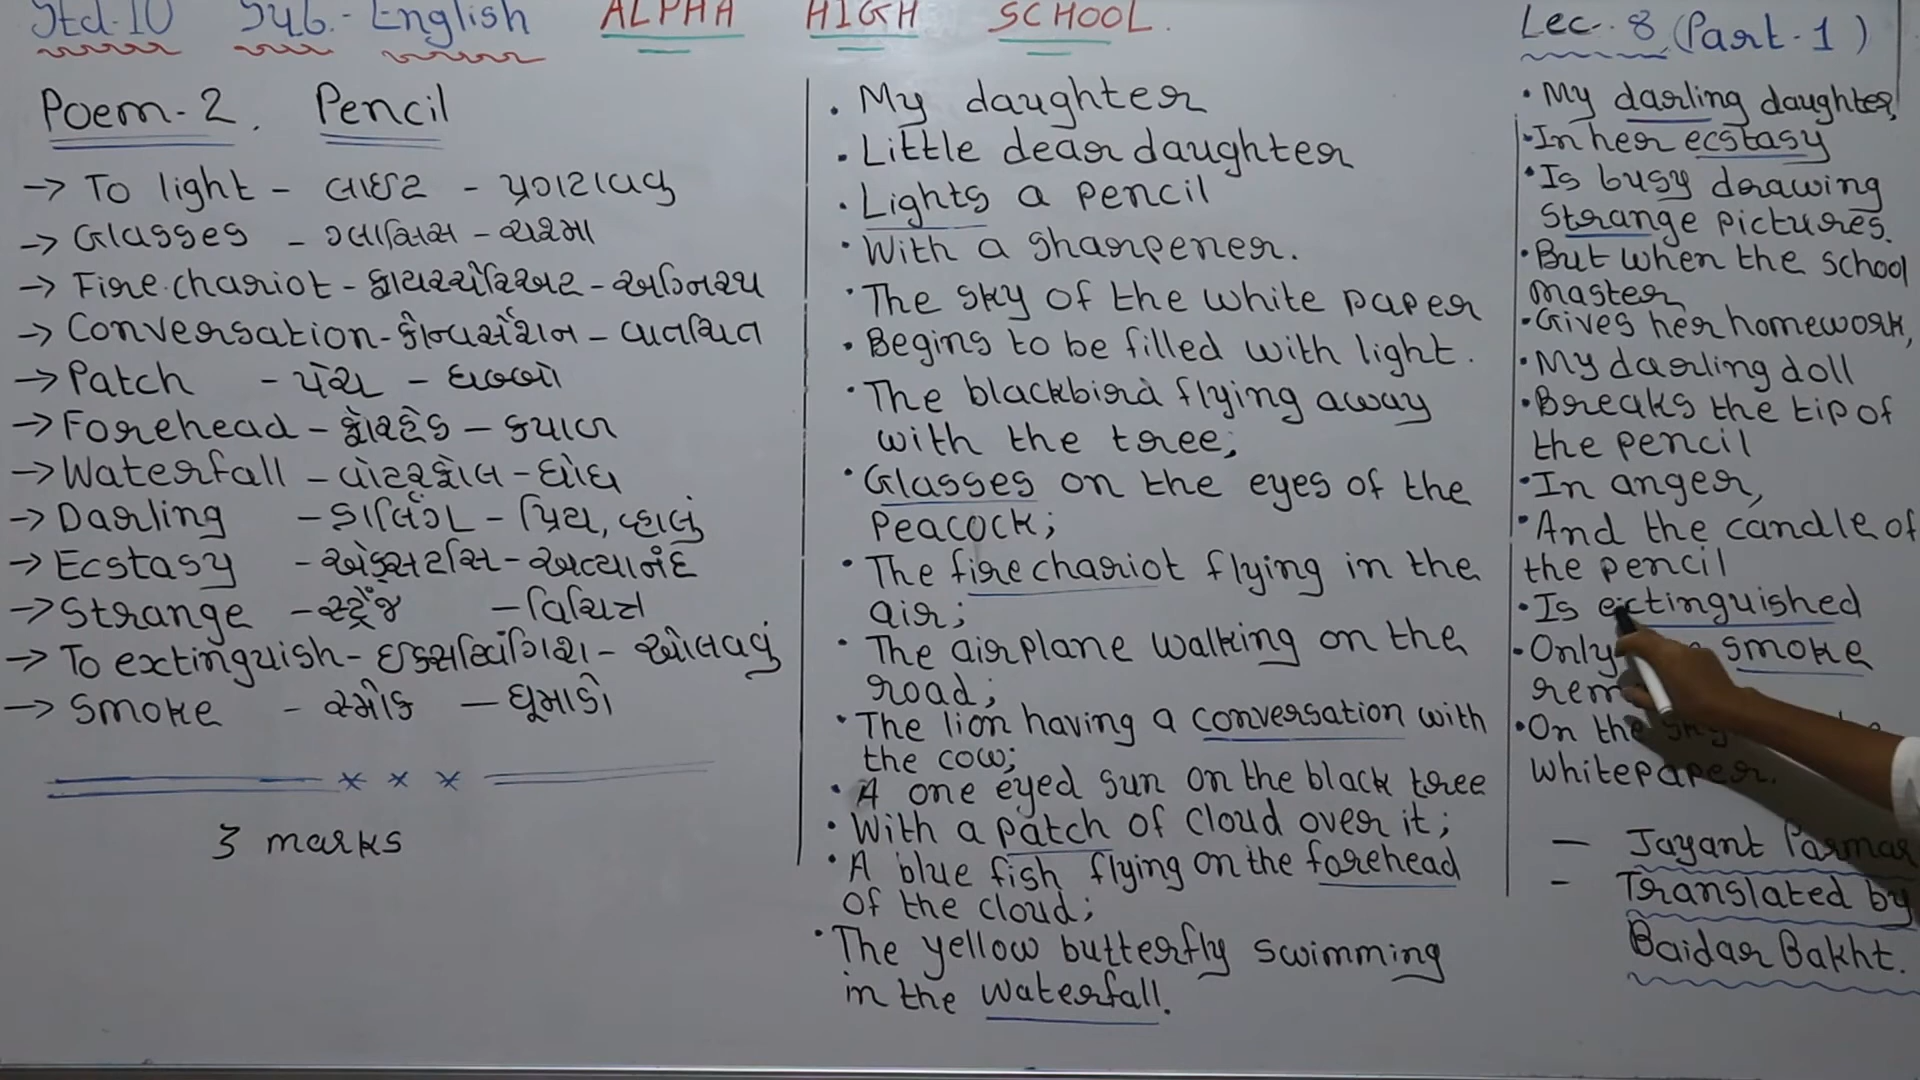 Std-10 Sub.- English ALPHA HIGH SCHOOL. Lec. 8 (Part-1)
Poem-2. Pencil
→ To light - લાઈટ - પ્રગટાવવુ
→ Glasses - ગ્લાસિસ - ચશ્મા
→ Fire.chariot - ફાયરચેરિઅટ - અગ્નિરથ
→ Conversation - કોન્વર્સેશન - વાતચિત
→ Patch - પેચ - ધબ્બો
→ Forehead - ફોરહેડ - કપાળ
→ Waterfall - વોટરફોલ - ધોધ
→ Darling - ડાર્લિંગ - પ્રિય, વ્હાલું
→ Ecstasy - એક્સટસિ - અત્યાનંદ
→ Strange - સ્ટ્રેંજ - વિચિત્ર
→ To extinguish - ઇક્સટિંગિશ - ઓલવવું
→ Smoke - સ્મોક - ધૂમાડો
* * *
3 marks
• My daughter
• Little dear daughter
• Lights a pencil
• With a sharpener.
• The sky of the white paper
• Begins to be filled with light.
• The blackbird flying away
with the tree;
• Glasses on the eyes of the
Peacock;
• The fire chariot flying in the
air;
• The airplane walking on the
road;
• The lion having a conversation with
the cow;
• A one eyed sun on the black tree
• With a patch of cloud over it;
• A blue fish flying on the forehead
of the cloud;
• The yellow butterfly swimming
in the waterfall.
• My darling daughter,
• In her ecstasy
• Is busy drawing
Strange pictures.
• But when the school
master
• Gives her homework,
• My darling doll
• Breaks the tip of
the pencil
• In anger,
• And the candle of
the pencil
• Is extinguished
• Only smoke
rem
• On the
whitepaper.
— Jayant Parmar
- Translated by
Baidar Bakht.